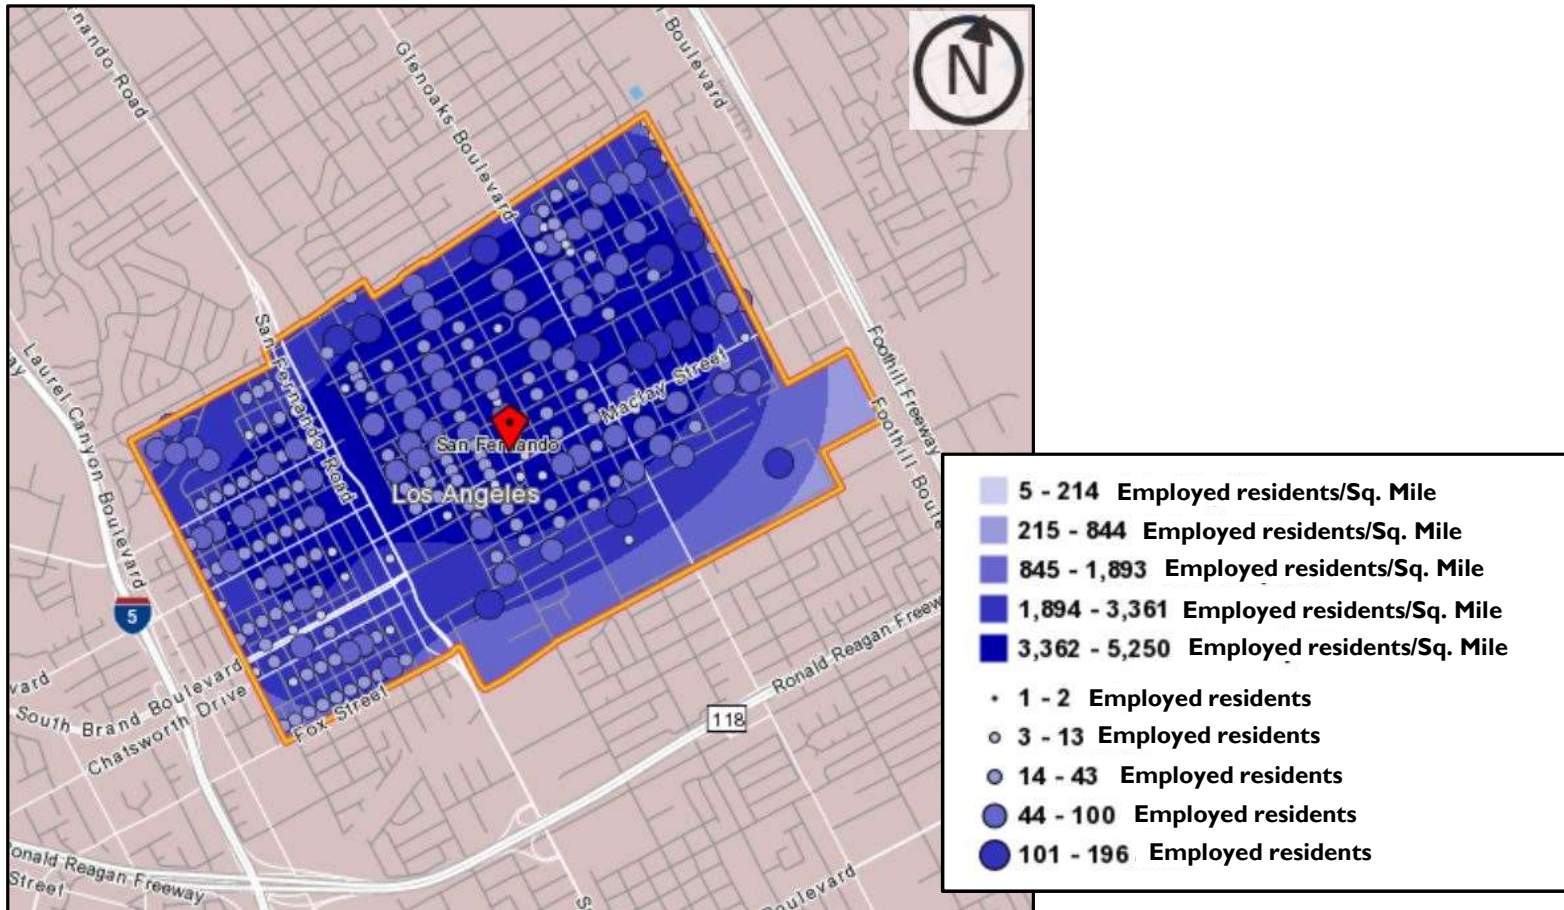 rnando Road
Glenoaks Boulevard
Boulevard
N
San Fernando Road
Laurel Canyon Boulevard
Maclay Street
San Fernando
Los Angeles
Foothill Freeway
Foothill Boule
5
South Brand Boulevard
Chatsworth Drive
Fox Street
vard
Ronald Reagan Freew
118
onald Reagan Freeway
Street
oulevard
5 - 214 Employed residents/Sq. Mile
215 - 844 Employed residents/Sq. Mile
845 - 1,893 Employed residents/Sq. Mile
1,894 - 3,361 Employed residents/Sq. Mile
3,362 - 5,250 Employed residents/Sq. Mile
1 - 2 Employed residents
3 - 13 Employed residents
14 - 43 Employed residents
44 - 100 Employed residents
101 - 196 Employed residents